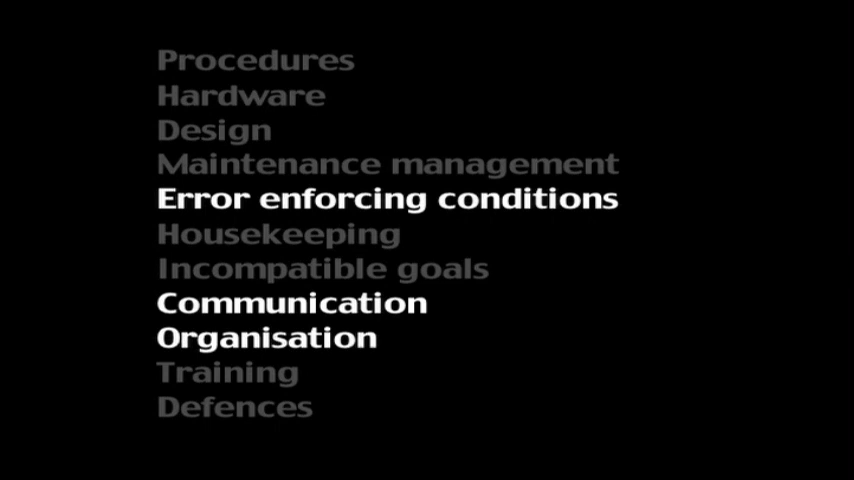 Procedures
Hardware
Design
Maintenance management
Error enforcing conditions
Housekeeping
Incompatible goals
Communication
Organisation
Training
Defences